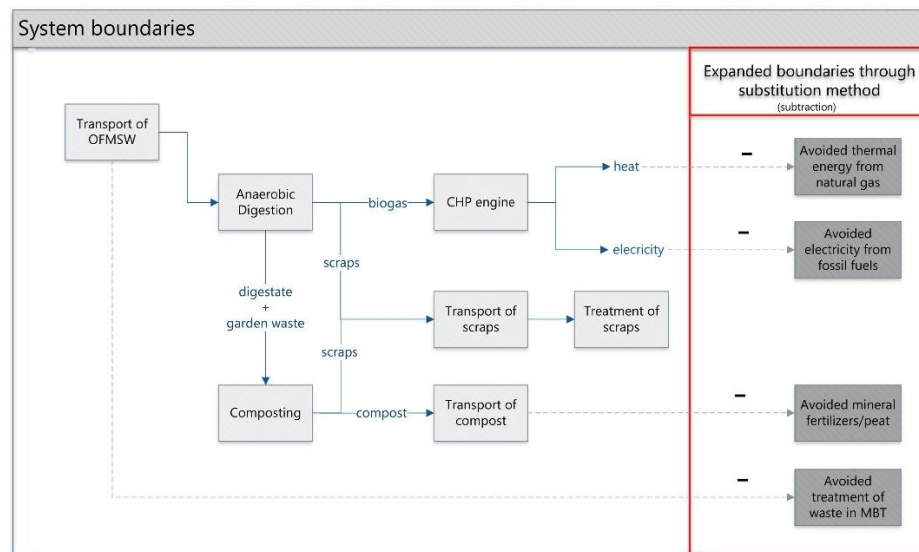 System boundaries
Expanded boundaries through
substitution method
(subtraction)
Transport of
OFMSW
–
Avoided thermal
energy from
natural gas
heat
Anaerobic
Digestion
biogas
CHP engine
–
Avoided
electricity from
fossil fuels
elecricity
scraps
digestate
+
garden waste
Transport of
scraps
Treatment of
scraps
scraps
Composting
compost
Transport of
compost
–
Avoided mineral
fertilizers/peat
–
Avoided
treatment of
waste in MBT